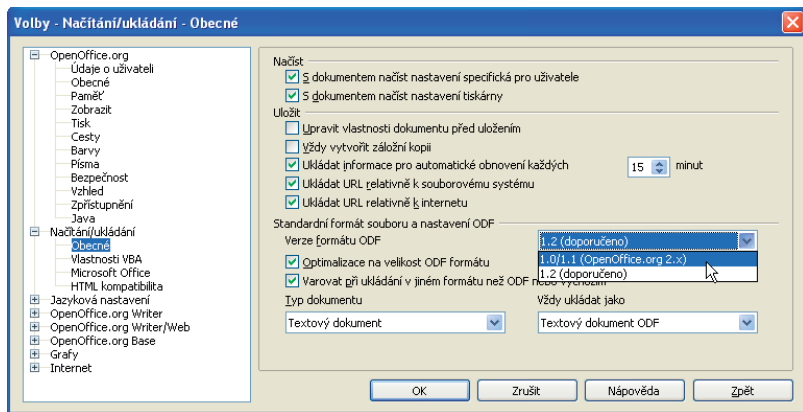 Volby - Načítání/ukládání - Obecné
OpenOffice.org
Údaje o uživateli
Obecné
Paměť
Zobrazit
Tisk
Cesty
Barvy
Písma
Bezpečnost
Vzhled
Zpřístupnění
Java
Načítání/ukládání
Obecné
Vlastnosti VBA
Microsoft Office
HTML kompatibilita
Jazyková nastavení
OpenOffice.org Writer
OpenOffice.org Writer/Web
OpenOffice.org Base
Grafy
Internet
Načíst
S dokumentem načíst nastavení specifická pro uživatele
S dokumentem načíst nastavení tiskárny
Uložit
Upravit vlastnosti dokumentu před uložením
Vždy vytvořit záložní kopii
Ukládat informace pro automatické obnovení každých 15 minut
Ukládat URL relativně k souborovému systému
Ukládat URL relativně k internetu
Standardní formát souboru a nastavení ODF
Verze formátu ODF 1.2 (doporučeno)
1.0/1.1 (OpenOffice.org 2.x)
1.2 (doporučeno)
Optimalizace na velikost ODF formátu
Varovat při ukládání v jiném formátu než ODF nebo výchozím
Typ dokumentu Vždy ukládat jako
Textový dokument Textový dokument ODF
OK Zrušit Nápověda Zpět